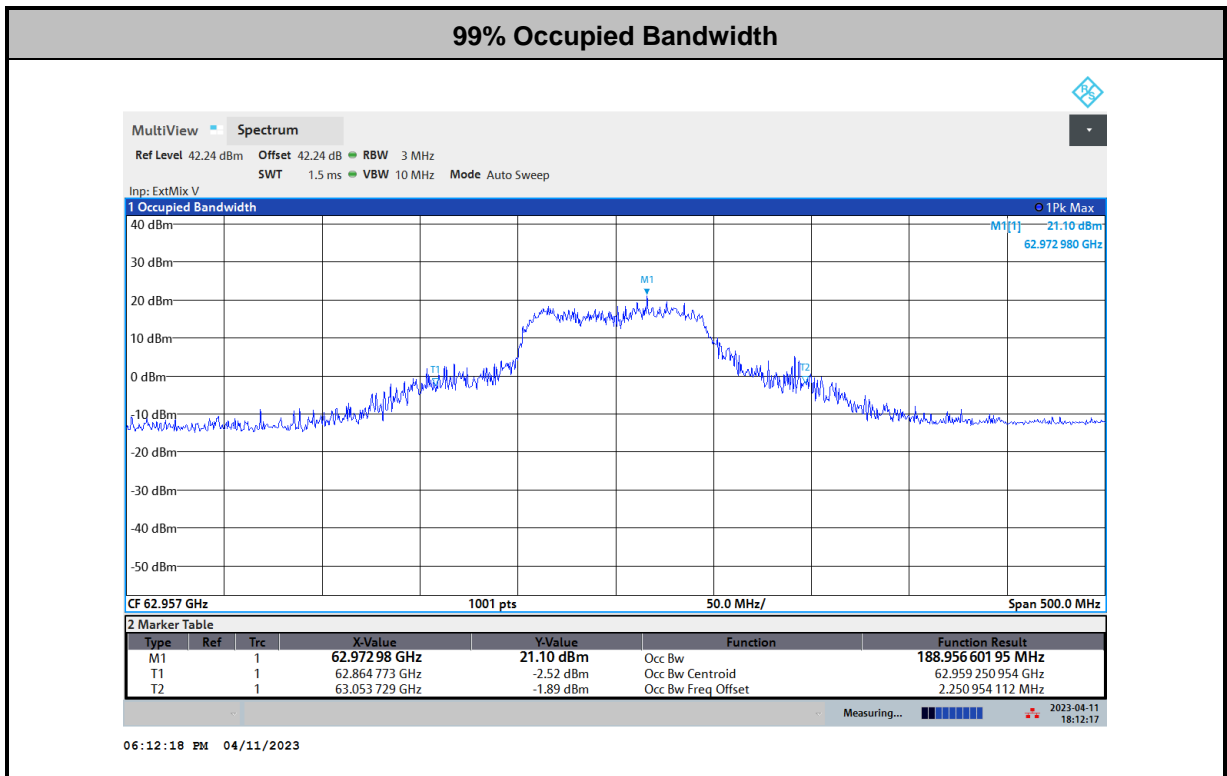 99% Occupied Bandwidth
R&S
MultiView Spectrum
Ref Level 42.24 dBm Offset 42.24 dB RBW 3 MHz
SWT 1.5 ms VBW 10 MHz Mode Auto Sweep
Inp: ExtMix V
1 Occupied Bandwidth 1Pk Max
40 dBm M1[1] 21.10 dBm
62.972 980 GHz
30 dBm
M1
20 dBm
10 dBm
T1 T2
0 dBm
-10 dBm
-20 dBm
-30 dBm
-40 dBm
-50 dBm
CF 62.957 GHz 1001 pts 50.0 MHz/ Span 500.0 MHz
2 Marker Table
Type Ref Trc X-Value Y-Value Function Function Result
M1 1 62.972 98 GHz 21.10 dBm Occ Bw 188.956 601 95 MHz
T1 1 62.864 773 GHz -2.52 dBm Occ Bw Centroid 62.959 250 954 GHz
T2 1 63.053 729 GHz -1.89 dBm Occ Bw Freq Offset 2.250 954 112 MHz
Measuring... 2023-04-11
18:12:17
06:12:18 PM 04/11/2023